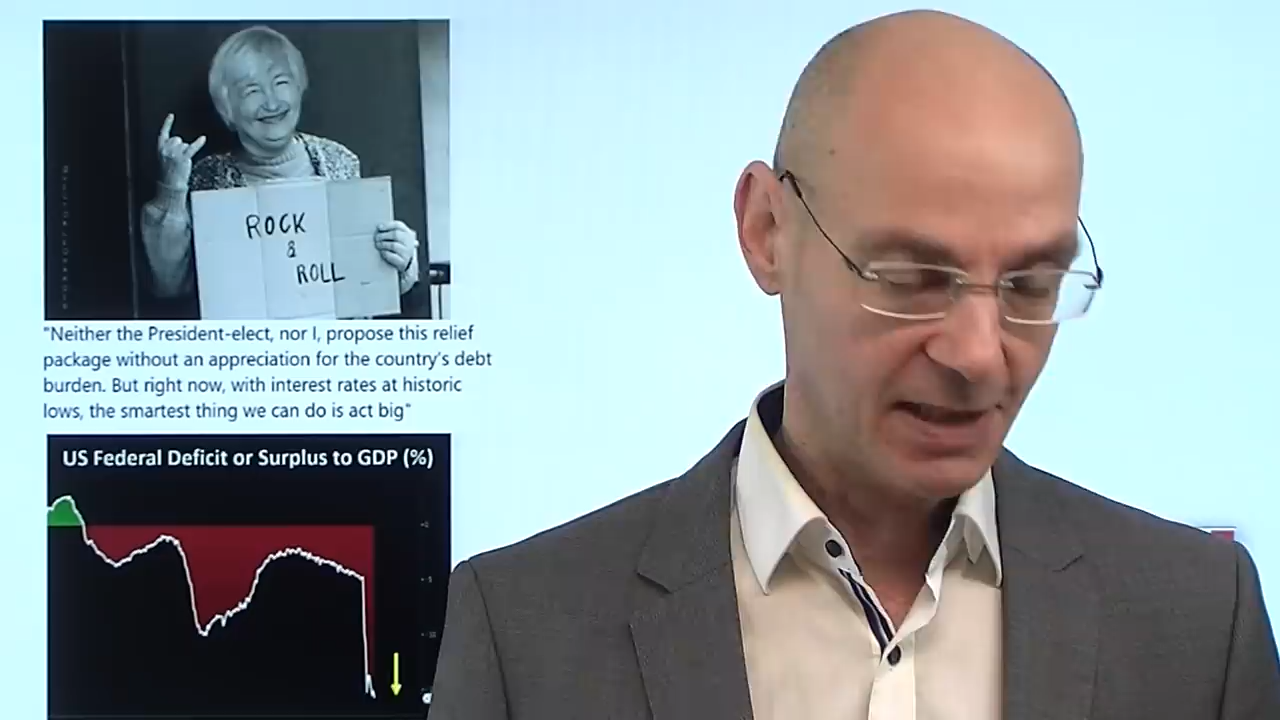 ROCK
&
ROLL
"Neither the President-elect, nor I, propose this relief
package without an appreciation for the country's debt
burden. But right now, with interest rates at historic
lows, the smartest thing we can do is act big"
US Federal Deficit or Surplus to GDP (%)